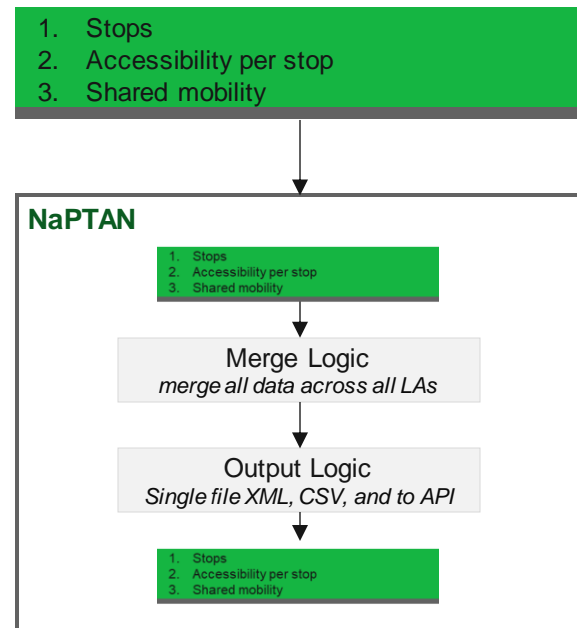 1. Stops
2. Accessibility per stop
3. Shared mobility
NaPTAN
1. Stops
2. Accessibility per stop
3. Shared mobility
Merge Logic
merge all data across all LAs
Output Logic
Single file XML, CSV, and to API
1. Stops
2. Accessibility per stop
3. Shared mobility